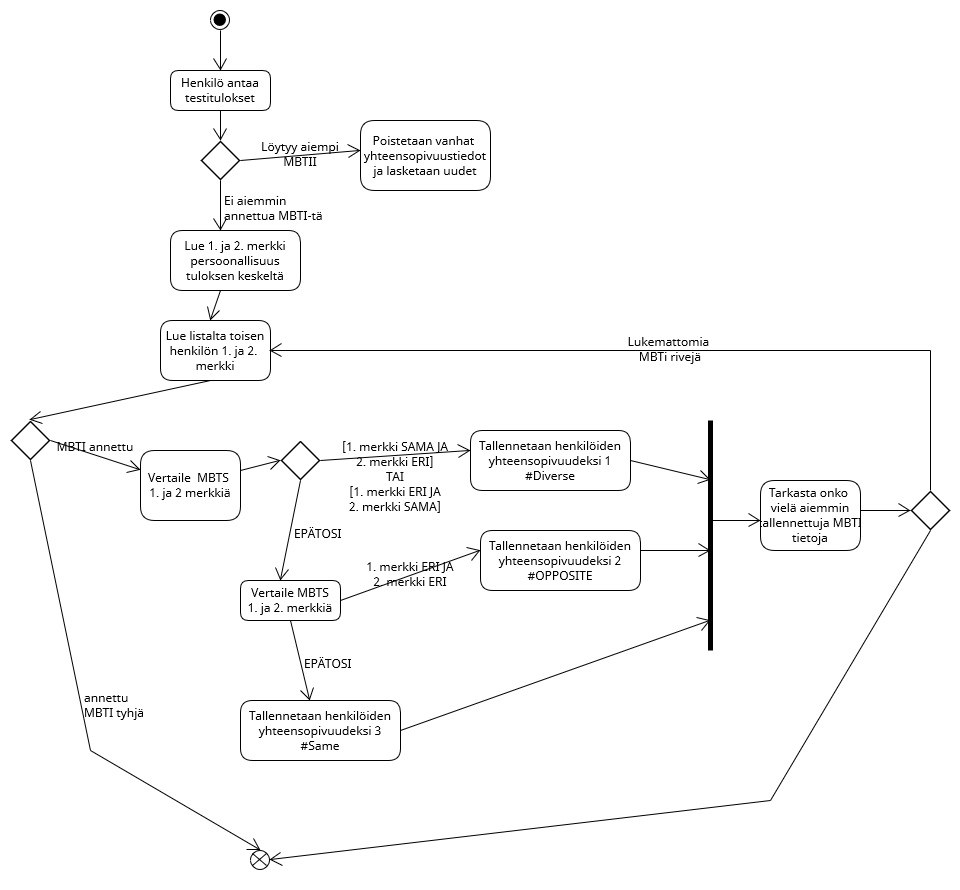 Henkilö antaa
testitulokset
Löytyy aiempi
MBTII
Poistetaan vanhat
yhteensopivuustiedot
ja lasketaan uudet
Ei aiemmin
annettua MBTI-tä
Lue 1. ja 2. merkki
persoonallisuus
tuloksen keskeltä
Lue listalta toisen
henkilön 1. ja 2.
merkki
Lukemattomia
MBTi rivejä
MBTI annettu
Vertaile MBTS
1. ja 2 merkkiä
[1. merkki SAMA JA
2. merkki ERI]
TAI
[1. merkki ERI JA
2. merkki SAMA]
Tallennetaan henkilöiden
yhteensopivuudeksi 1
#Diverse
Tarkasta onko
vielä aiemmin
tallennettuja MBTI
tietoja
EPÄTOSI
Tallennetaan henkilöiden
yhteensopivuudeksi 2
#OPPOSITE
1. merkki ERI JA
2. merkki ERI
Vertaile MBTS
1. ja 2. merkkiä
EPÄTOSI
annettu
MBTI tyhjä
Tallennetaan henkilöiden
yhteensopivuudeksi 3
#Same